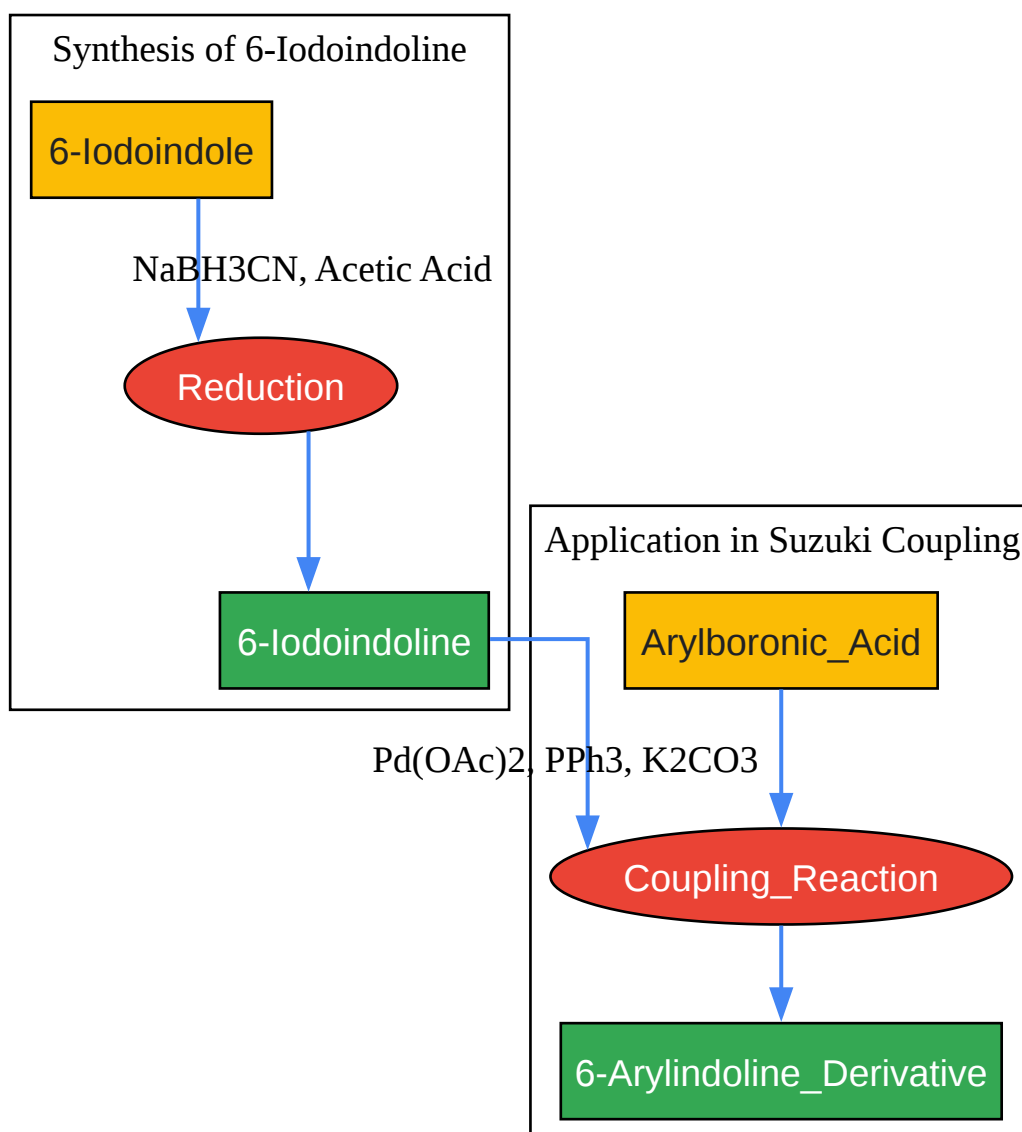 Synthesis of 6-Iodoindoline
6-Iodoindole
NaBH3CN, Acetic Acid
Reduction
6-Iodoindoline
Application in Suzuki Coupling
Arylboronic_Acid
Pd(OAc)2, PPh3, K2CO3
Coupling_Reaction
6-Arylindoline_Derivative